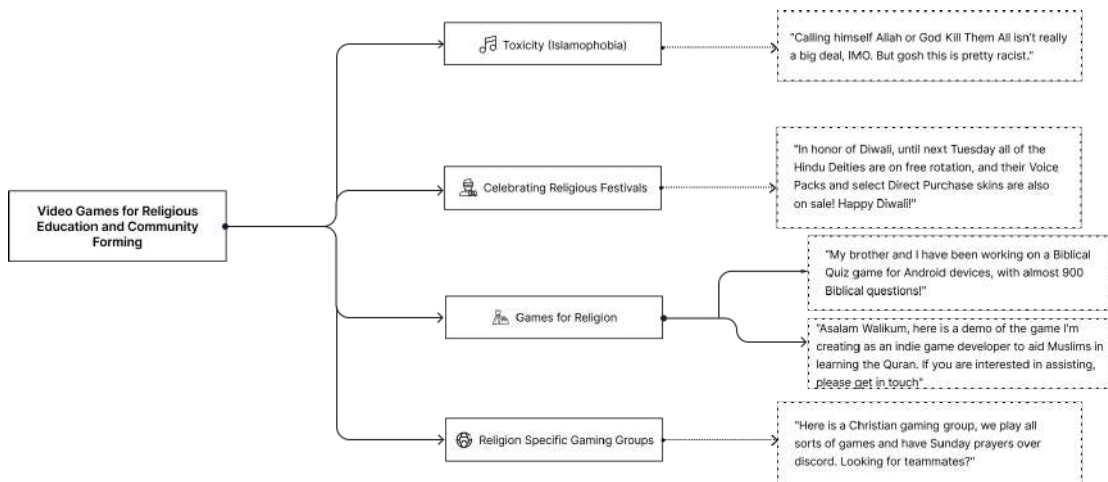 Toxicity (Islamophobia)
"Calling himself Allah or God Kill Them All isn't really
a big deal, IMO. But gosh this is pretty racist."
Celebrating Religious Festivals
"In honor of Diwali, until next Tuesday all of the
Hindu Deities are on free rotation, and their Voice
Packs and select Direct Purchase skins are also
on sale! Happy Diwali!"
Video Games for Religious
Education and Community
Forming
"My brother and I have been working on a Biblical
Quiz game for Android devices, with almost 900
Biblical questions!"
Games for Religion
"Asalam Walikum, here is a demo of the game I'm
creating as an indie game developer to aid Muslims in
learning the Quran. If you are interested in assisting,
please get in touch"
Religion Specific Gaming Groups
"Here is a Christian gaming group, we play all
sorts of games and have Sunday prayers over
discord. Looking for teammates?"